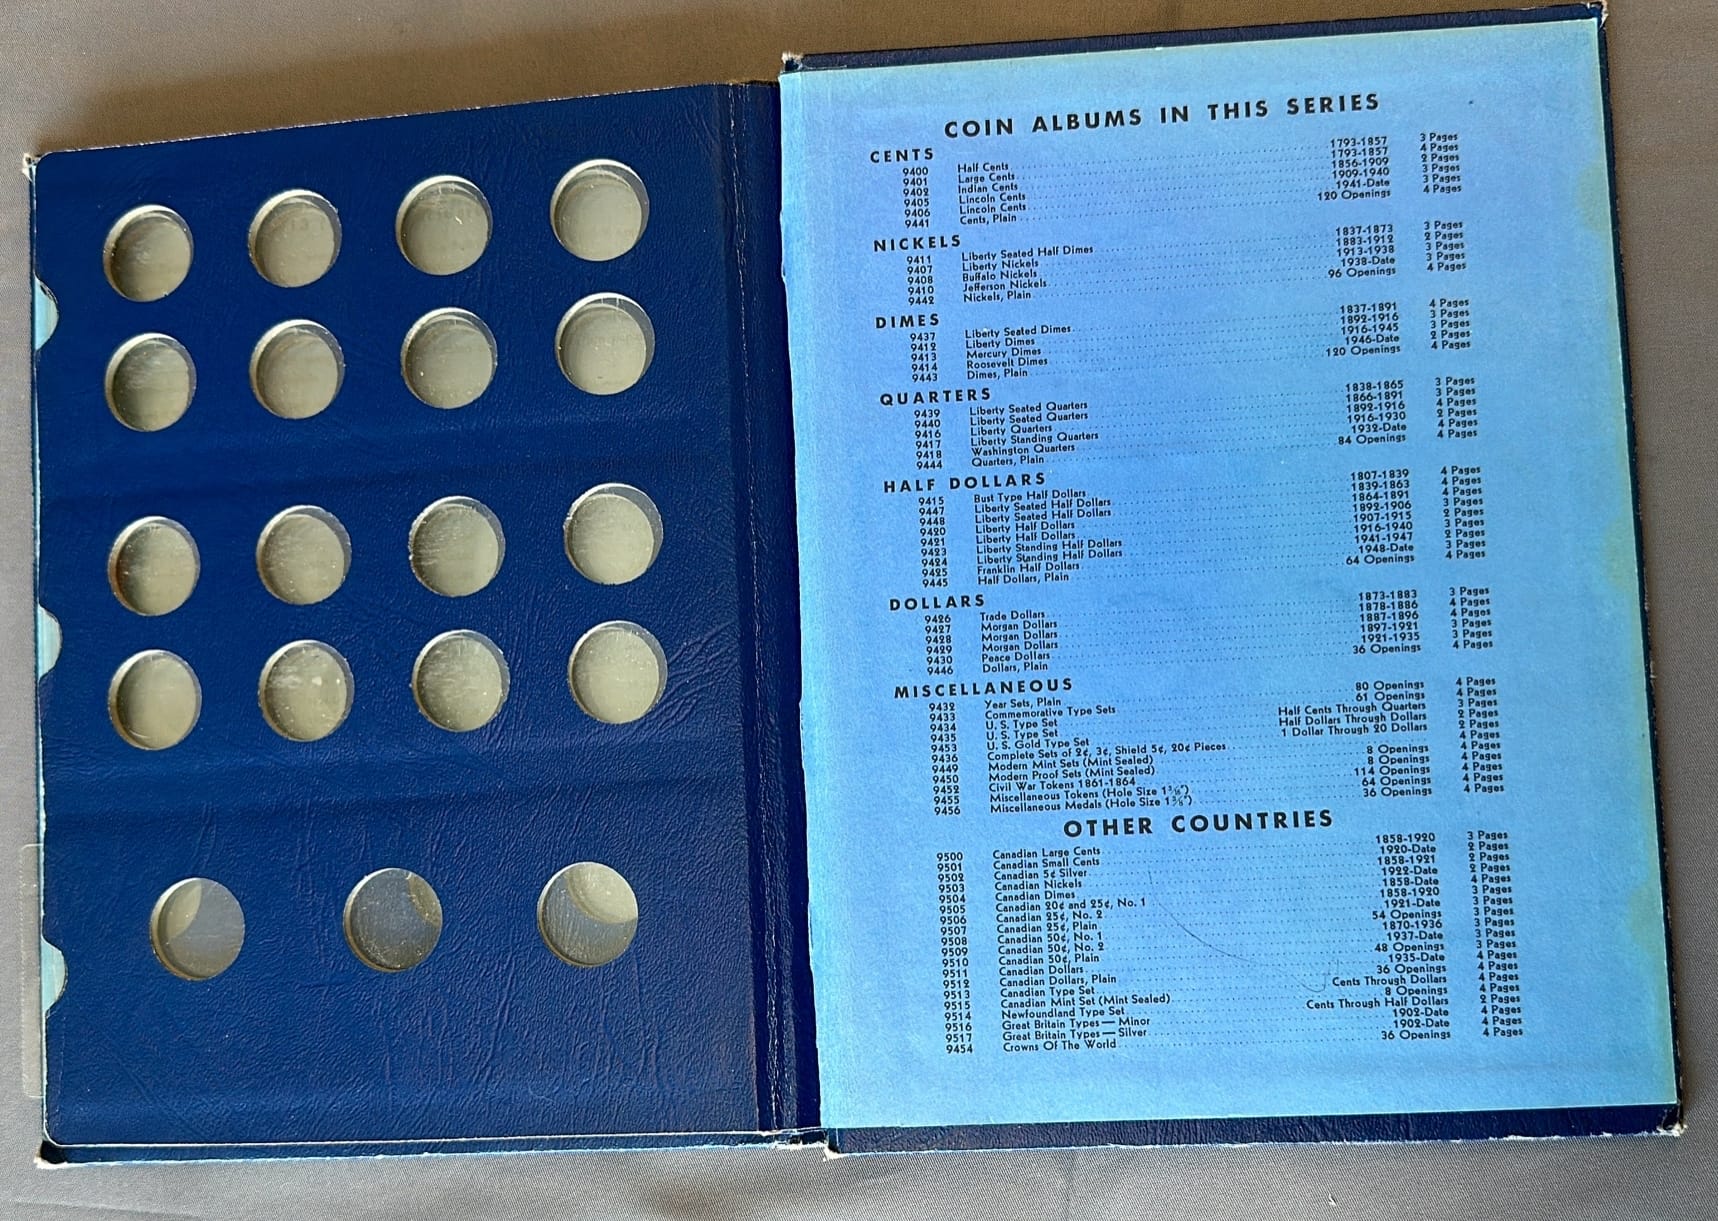 COIN ALBUMS IN THIS SERIES
CENTS
9400 Half Cents 1793-1857 3 Pages
9401 Large Cents 1793-1857 4 Pages
9402 Indian Cents 1856-1909 2 Pages
9405 Lincoln Cents 1909-1940 3 Pages
9406 Lincoln Cents 1941-Date 3 Pages
9441 Cents, Plain 120 Openings 4 Pages
NICKELS
9411 Liberty Seated Half Dimes 1837-1873 3 Pages
9407 Liberty Nickels 1883-1912 2 Pages
9408 Buffalo Nickels 1913-1938 3 Pages
9410 Jefferson Nickels 1938-Date 3 Pages
9442 Nickels, Plain 96 Openings 4 Pages
DIMES
9437 Liberty Seated Dimes 1837-1891 4 Pages
9412 Liberty Dimes 1892-1916 3 Pages
9413 Mercury Dimes 1916-1945 3 Pages
9414 Roosevelt Dimes 1946-Date 2 Pages
9443 Dimes, Plain 120 Openings 4 Pages
QUARTERS
9439 Liberty Seated Quarters 1838-1865 3 Pages
9440 Liberty Seated Quarters 1866-1891 3 Pages
9416 Liberty Quarters 1892-1916 4 Pages
9417 Liberty Standing Quarters 1916-1930 2 Pages
9418 Washington Quarters 1932-Date 4 Pages
9444 Quarters, Plain 84 Openings 4 Pages
HALF DOLLARS
9415 Bust Type Half Dollars 1807-1839 4 Pages
9447 Liberty Seated Half Dollars 1839-1863 4 Pages
9448 Liberty Seated Half Dollars 1864-1891 4 Pages
9420 Liberty Half Dollars 1892-1906 3 Pages
9421 Liberty Half Dollars 1907-1915 2 Pages
9423 Liberty Standing Half Dollars 1916-1940 3 Pages
9424 Liberty Standing Half Dollars 1941-1947 2 Pages
9425 Franklin Half Dollars 1948-Date 3 Pages
9445 Half Dollars, Plain 64 Openings 4 Pages
DOLLARS
9426 Trade Dollars 1873-1883 3 Pages
9427 Morgan Dollars 1878-1886 4 Pages
9428 Morgan Dollars 1887-1896 4 Pages
9429 Morgan Dollars 1897-1921 3 Pages
9430 Peace Dollars 1921-1935 3 Pages
9446 Dollars, Plain 36 Openings 4 Pages
MISCELLANEOUS
9432 Year Sets, Plain 80 Openings 4 Pages
9433 Commemorative Type Sets 61 Openings 4 Pages
9434 U. S. Type Set Half Cents Through Quarters 3 Pages
9435 U. S. Type Set Half Dollars Through Dollars 2 Pages
9453 U. S. Gold Type Set 1 Dollar Through 20 Dollars 2 Pages
9436 Complete Sets of 2¢, 3¢, Shield 5¢, 20¢ Pieces 4 Pages
9449 Modern Mint Sets (Mint Sealed) 8 Openings 4 Pages
9450 Modern Proof Sets (Mint Sealed) 8 Openings 4 Pages
9452 Civil War Tokens 1861-1864 114 Openings 4 Pages
9455 Miscellaneous Tokens (Hole Size 1 64 Openings 4 Pages
9456 Miscellaneous Medals (Hole Size 1 36 Openings 4 Pages
OTHER COUNTRIES
9500 Canadian Large Cents 1858-1920 3 Pages
9501 Canadian Small Cents 1920-Date 2 Pages
9502 Canadian 5¢ Silver 1858-1921 2 Pages
9503 Canadian Nickels 1922-Date 2 Pages
9504 Canadian Dimes 1858-Date 4 Pages
9505 Canadian 20¢ and 25¢, No. 1 1858-1920 3 Pages
9506 Canadian 25¢, No. 2 1921-Date 3 Pages
9507 Canadian 25¢, Plain 54 Openings 3 Pages
9508 Canadian 50¢, No. 1 1870-1936 3 Pages
9509 Canadian 50¢, No. 2 1937-Date 3 Pages
9510 Canadian 50¢, Plain 48 Openings 3 Pages
9511 Canadian Dollars 1935-Date 4 Pages
9512 Canadian Dollars, Plain 36 Openings 4 Pages
9513 Canadian Type Set Cents Through Dollars 4 Pages
9515 Canadian Mint Set (Mint Sealed) 8 Openings 4 Pages
9514 Newfoundland Type Set Cents Through Half Dollars 2 Pages
9516 Great Britain Types — Minor 1902-Date 4 Pages
9517 Great Britain Types — Silver 1902-Date 4 Pages
9454 Crowns Of The World 36 Openings 4 Pages